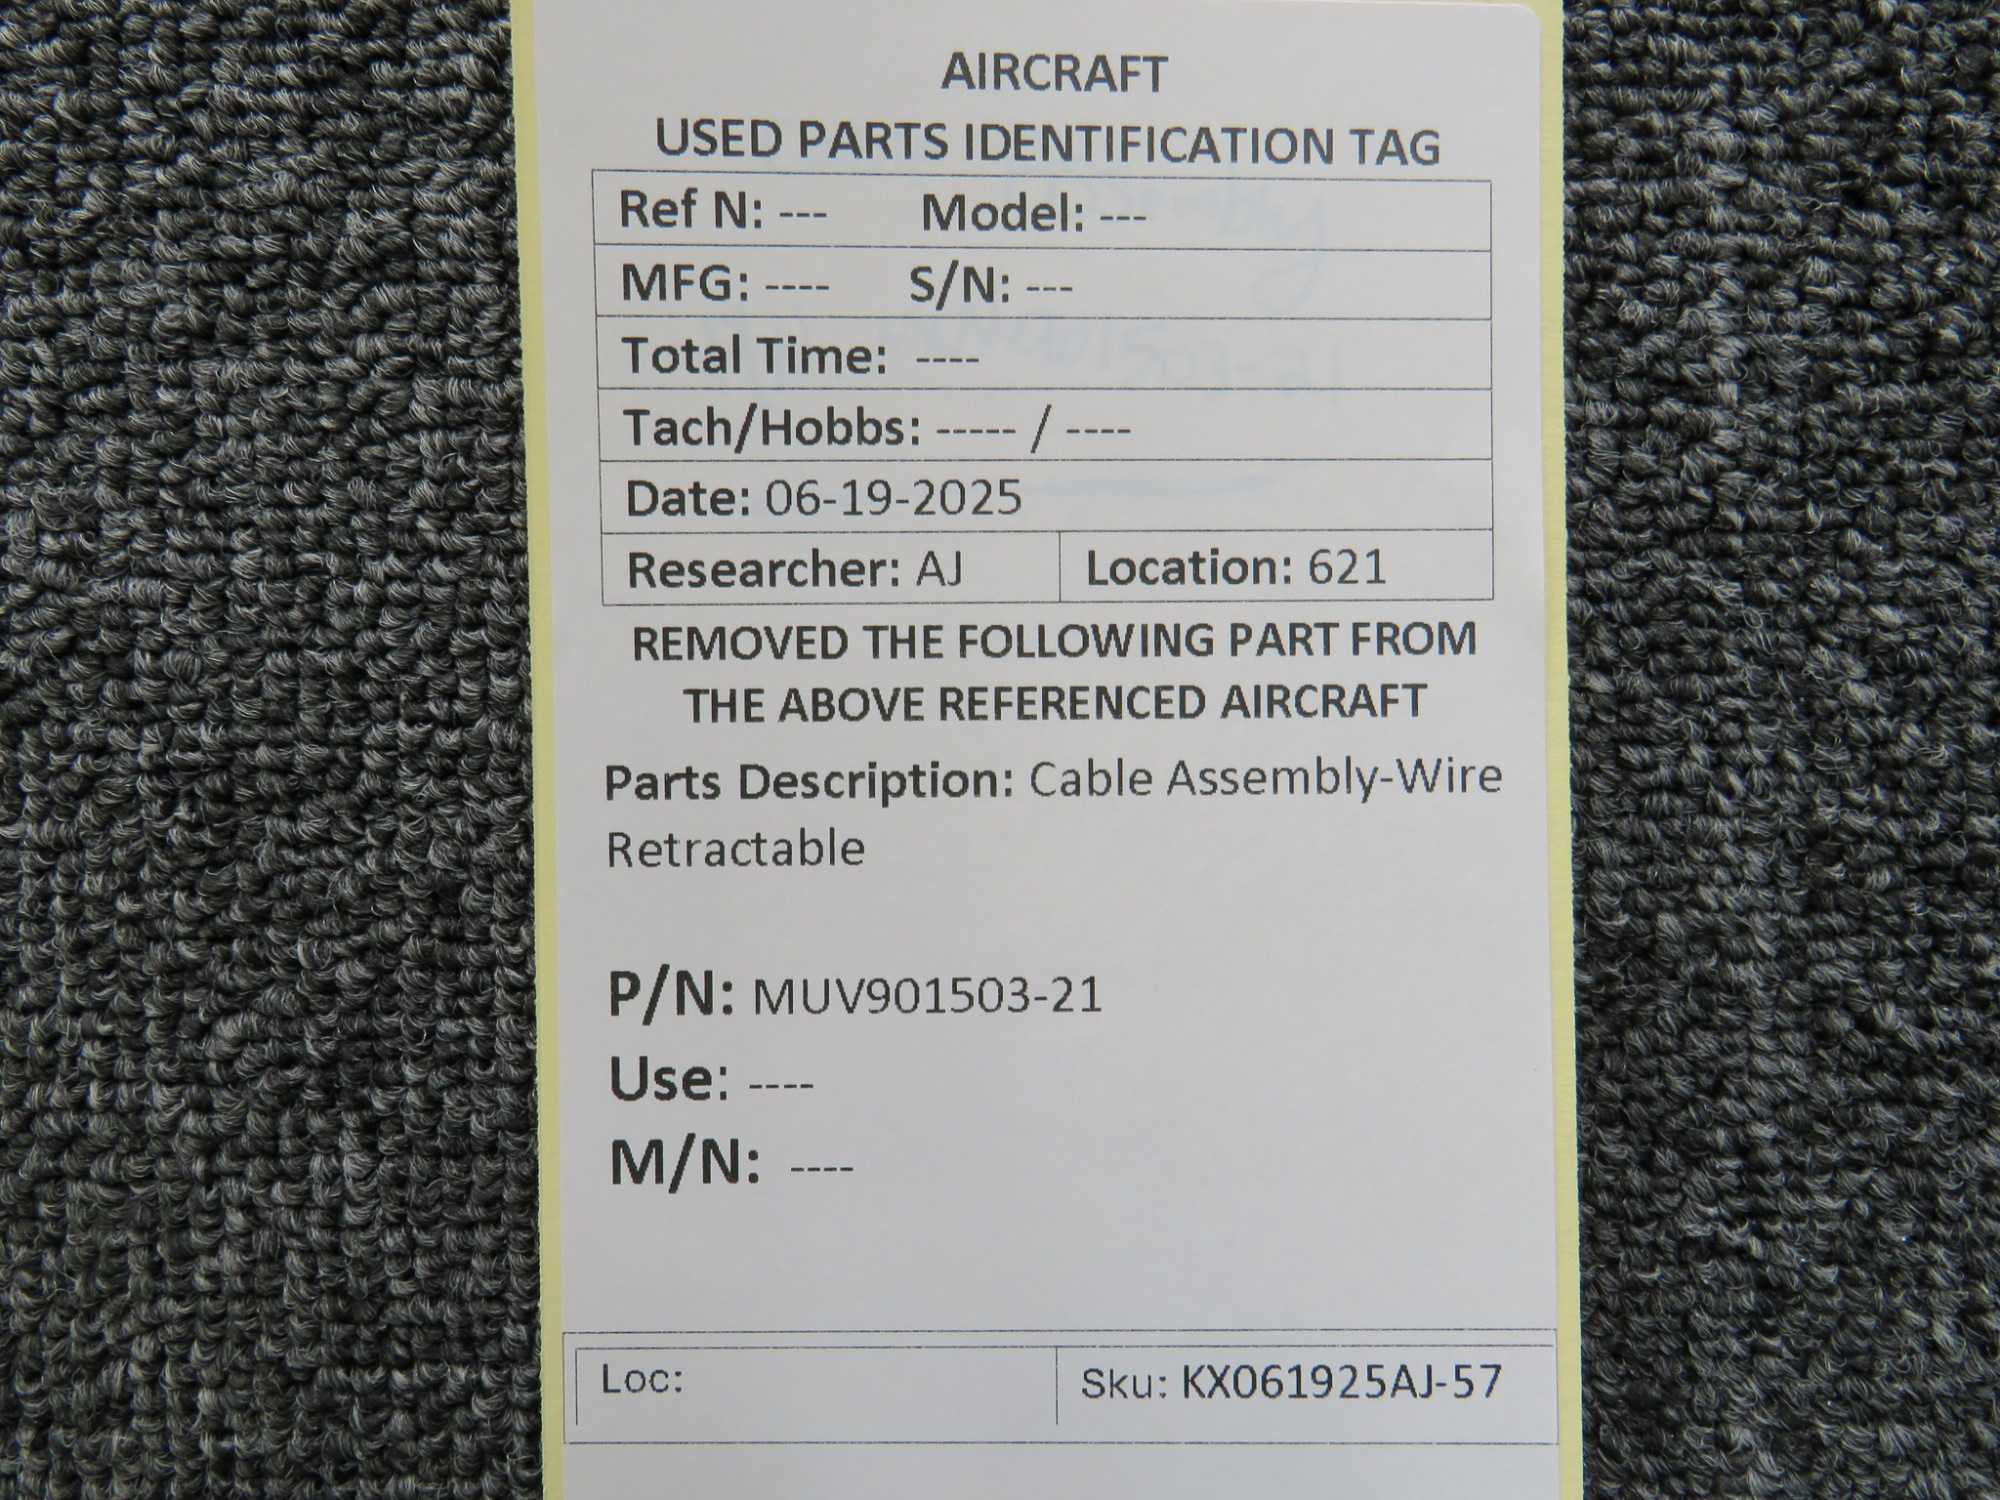 AIRCRAFT
USED PARTS IDENTIFICATION TAG
Ref N: --- Model: ---
MFG: ---- S/N: ---
Total Time: ----
Tach/Hobbs: ----- / ----
Date: 06-19-2025
Researcher: AJ Location: 621
REMOVED THE FOLLOWING PART FROM
THE ABOVE REFERENCED AIRCRAFT
Parts Description: Cable Assembly-Wire
Retractable
P/N: MUV901503-21
Use: ----
M/N: ----
Loc: Sku: KX061925AJ-57